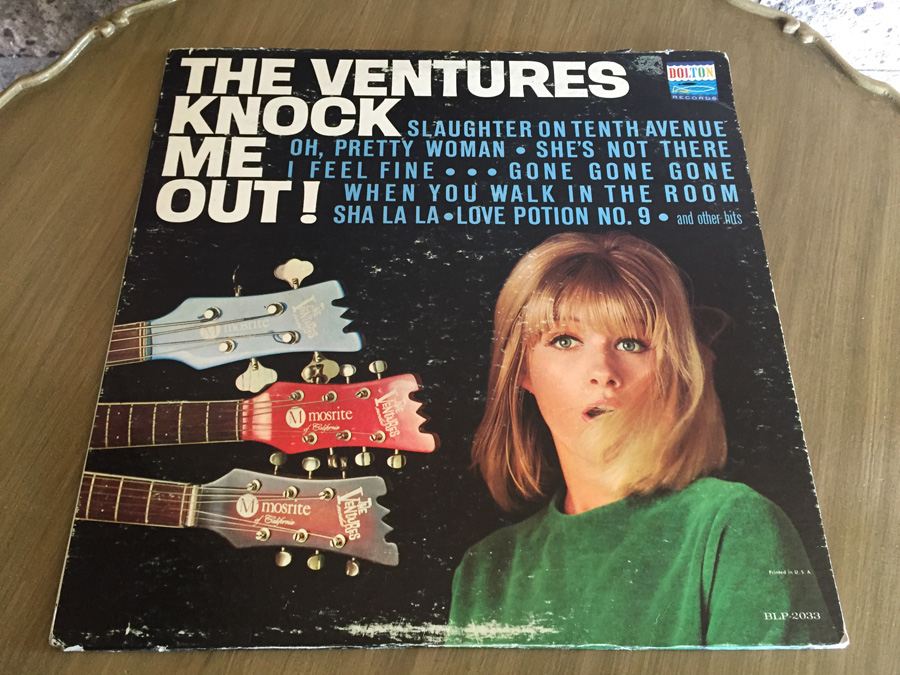 THE VENTURES
KNOCK
ME
OUT!
DOLTON
RECORDS
SLAUGHTER ON TENTH AVENUE
OH, PRETTY WOMAN • SHE'S NOT THERE
I FEEL FINE • • • GONE GONE GONE
WHEN YOU WALK IN THE ROOM
SHA LA LA • LOVE POTION NO. 9 • and other hits
mosrite
THE VENTURES
M mosrite
of California
THE VENTURES
M mosrite
of California
THE VENTURES
Printed in U.S.A.
BLP-2033